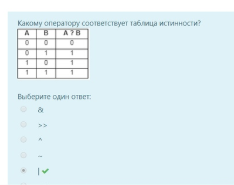 Какому оператору соответствует таблица истинности?
A B A ? B
0 0 0
0 1 1
1 0 1
1 1 1
Выберите один ответ:
&
>>
^
~
|